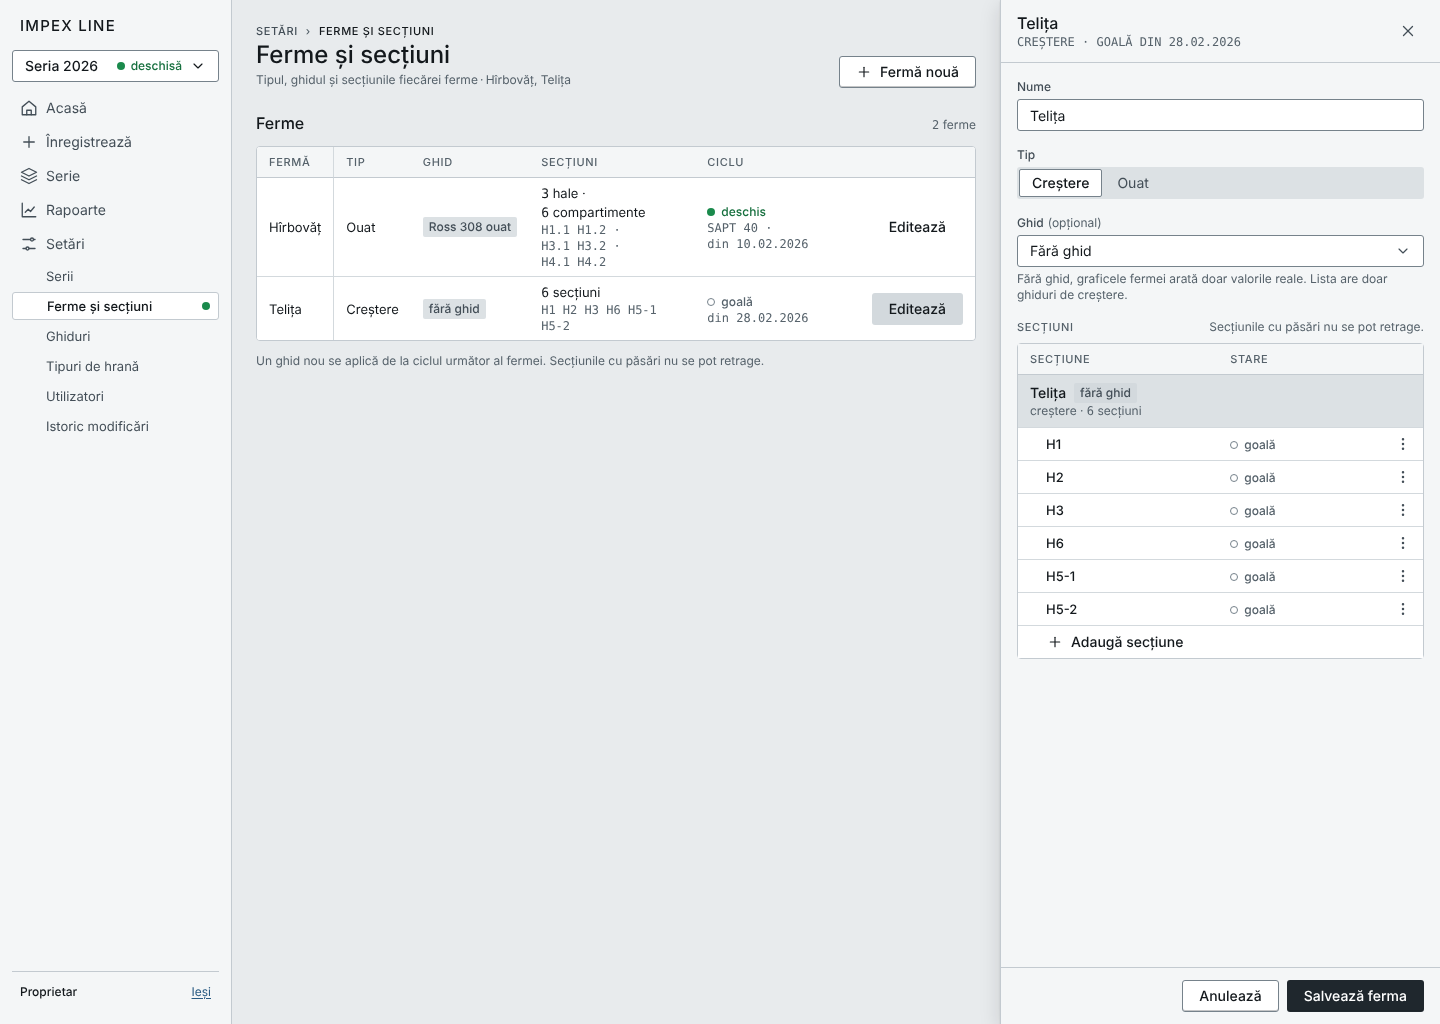 IMPEX LINE
Seria 2026 deschisă
Acasă
Înregistrează
Serie
Rapoarte
Setări
Serii
Ferme și secțiuni
Ghiduri
Tipuri de hrană
Utilizatori
Istoric modificări
Proprietar Ieși
SETĂRI › FERME ȘI SECȚIUNI
Ferme și secțiuni
Tipul, ghidul și secțiunile fiecărei ferme · Hîrbovăț, Telița
Fermă nouă
Ferme 2 ferme
FERMĂ TIP GHID SECȚIUNI CICLU
Hîrbovăț Ouat Ross 308 ouat
3 hale ·
6 compartimente
H1.1 H1.2 ·
H3.1 H3.2 ·
H4.1 H4.2
deschis
SAPT 40 ·
din 10.02.2026
Editează
Telița Creștere fără ghid
6 secțiuni
H1 H2 H3 H6 H5-1
H5-2
goală
din 28.02.2026
Editează
Un ghid nou se aplică de la ciclul următor al fermei. Secțiunile cu păsări nu se pot retrage.
Telița
CREȘTERE · GOALĂ DIN 28.02.2026
Nume
Telița
Tip
Creștere Ouat
Ghid (opțional)
Fără ghid
Fără ghid, graficele fermei arată doar valorile reale. Lista are doar
ghiduri de creștere.
SECȚIUNI Secțiunile cu păsări nu se pot retrage.
SECȚIUNE STARE
Telița fără ghid
creștere · 6 secțiuni
H1 goală
H2 goală
H3 goală
H6 goală
H5-1 goală
H5-2 goală
Adaugă secțiune
Anulează Salvează ferma